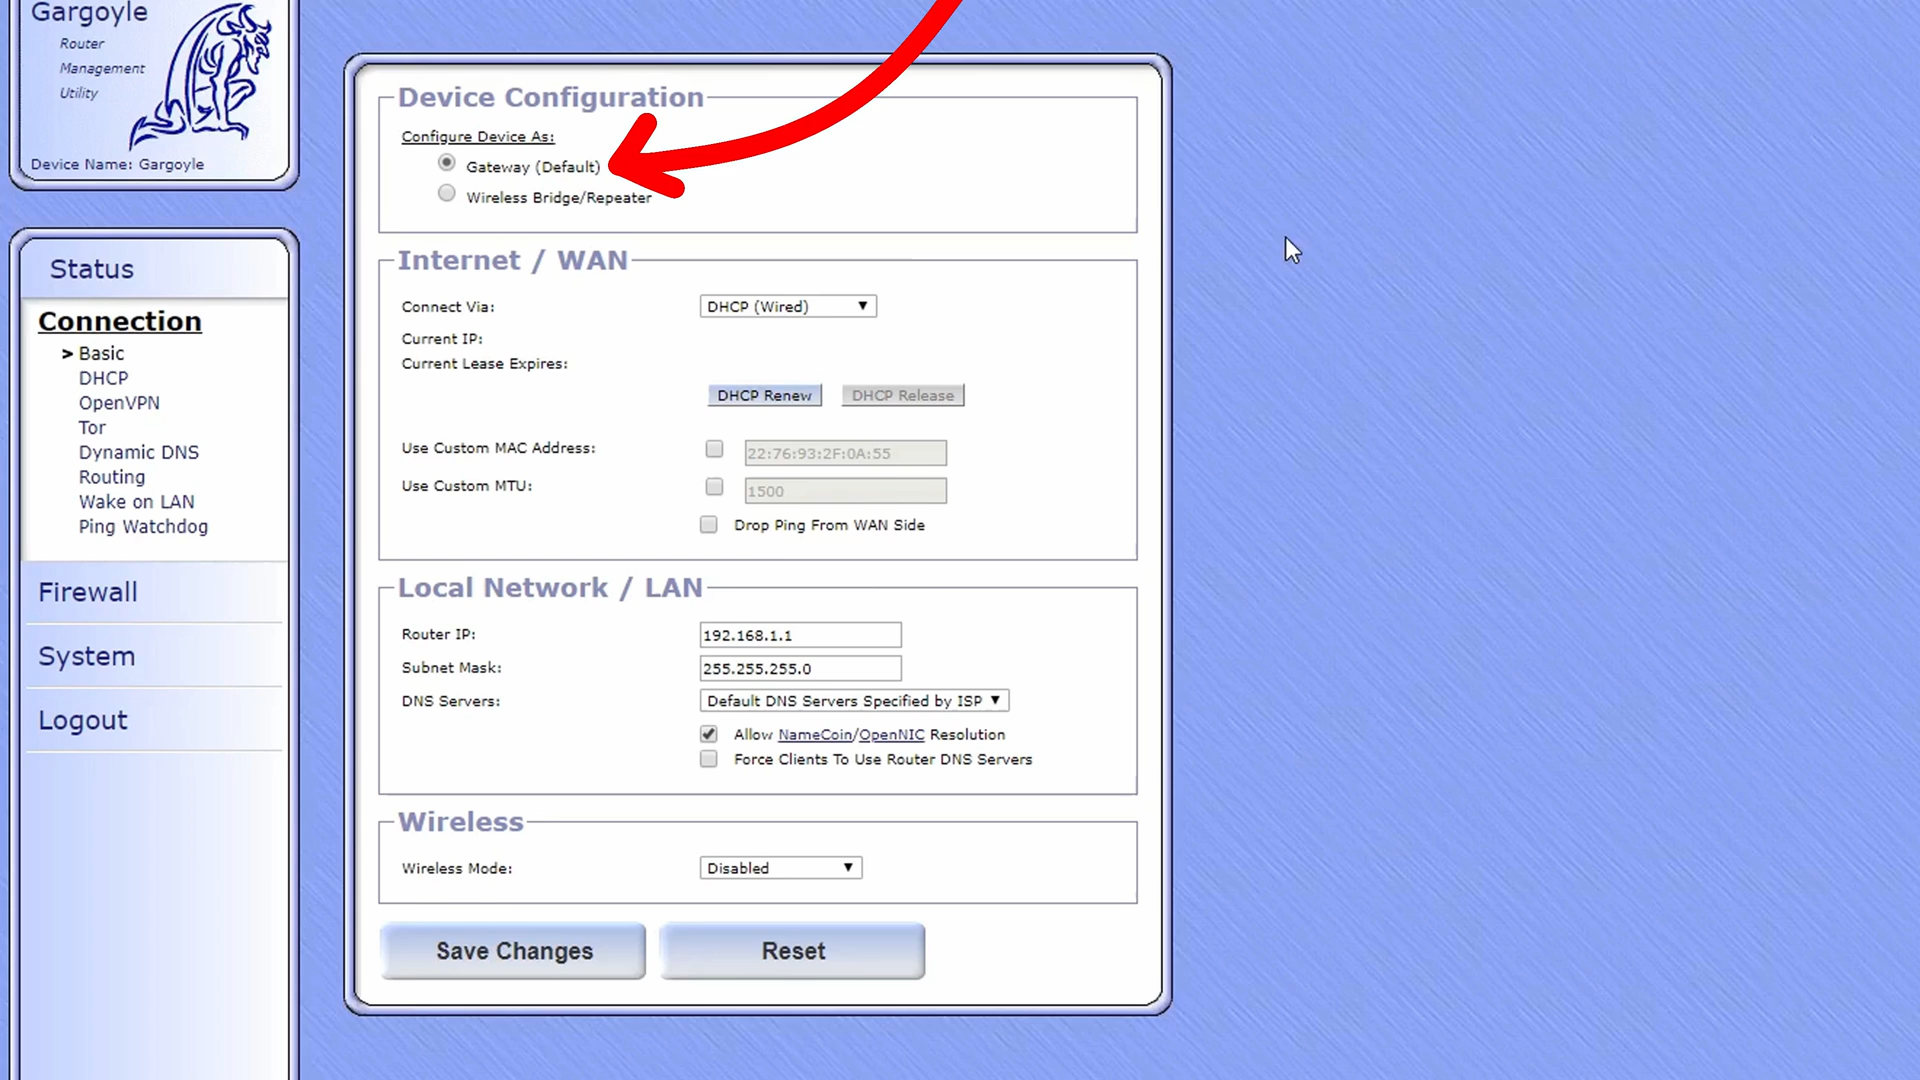 Gargoyle
Router
Management
Utility
Device Name: Gargoyle
Status
Connection
> Basic
DHCP
OpenVPN
Tor
Dynamic DNS
Routing
Wake on LAN
Ping Watchdog
Firewall
System
Logout
Device Configuration
Configure Device As:
Gateway (Default)
Wireless Bridge/Repeater
Internet / WAN
Connect Via: DHCP (Wired)
Current IP:
Current Lease Expires:
DHCP Renew DHCP Release
Use Custom MAC Address: 22:76:93:2F:0A:55
Use Custom MTU: 1500
Drop Ping From WAN Side
Local Network / LAN
Router IP: 192.168.1.1
Subnet Mask: 255.255.255.0
DNS Servers: Default DNS Servers Specified by ISP
Allow NameCoin/OpenNIC Resolution
Force Clients To Use Router DNS Servers
Wireless
Wireless Mode: Disabled
Save Changes Reset